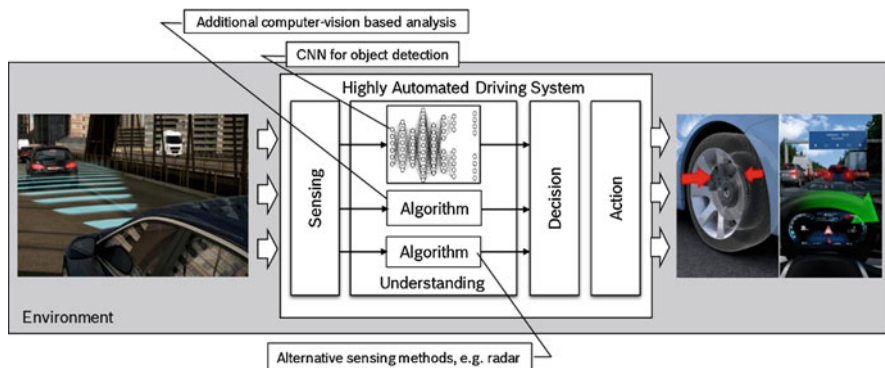 Additional computer-vision based analysis
CNN for object detection
Highly Automated Driving System
Sensing
Algorithm
Algorithm
Understanding
Decision
Action
Environment
Alternative sensing methods, e.g. radar